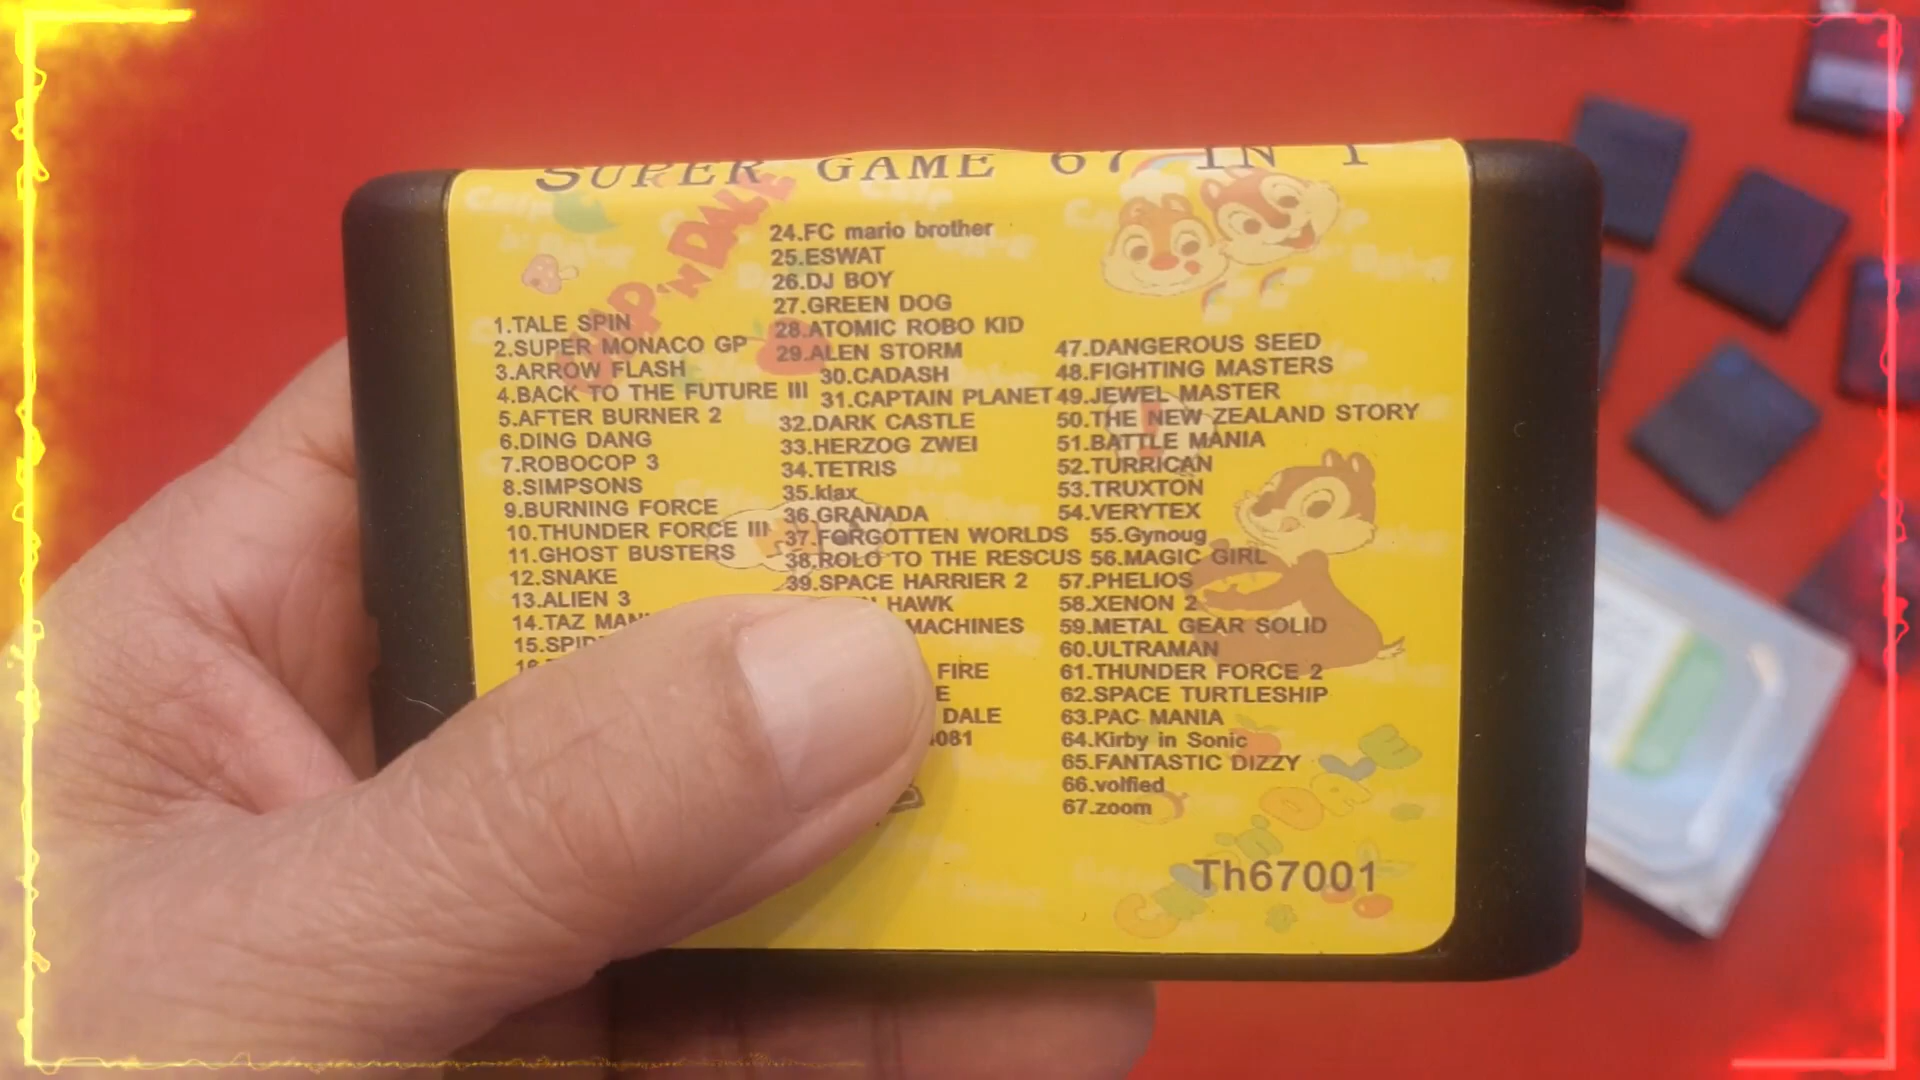 SUPER GAME 67 IN 1
CHIP 'N DALE
1.TALE SPIN
2.SUPER MONACO GP
3.ARROW FLASH
4.BACK TO THE FUTURE III
5.AFTER BURNER 2
6.DING DANG
7.ROBOCOP 3
8.SIMPSONS
9.BURNING FORCE
10.THUNDER FORCE III
11.GHOST BUSTERS
12.SNAKE
13.ALIEN 3
14.TAZ
24.FC mario brother
25.ESWAT
26.DJ BOY
27.GREEN DOG
28.ATOMIC ROBO KID
29.ALEN STORM
30.CADASH
31.CAPTAIN PLANET
32.DARK CASTLE
33.HERZOG ZWEI
34.TETRIS
35.klax
36.GRANADA
37.FORGOTTEN WORLDS
38.ROLO TO THE RESCUE
39.SPACE HARRIER 2
HAWK
MACHINES
FIRE
DALE
47.DANGEROUS SEED
48.FIGHTING MASTERS
49.JEWEL MASTER
50.THE NEW ZEALAND STORY
51.BATTLE MANIA
52.TURRICAN
53.TRUXTON
54.VERYTEX
55.Gynoug
56.MAGIC GIRL
57.PHELIOS
58.XENON 2
59.METAL GEAR SOLID
60.ULTRAMAN
61.THUNDER FORCE 2
62.SPACE TURTLESHIP
63.PAC MANIA
64.Kirby in Sonic
65.FANTASTIC DIZZY
66.volfied
67.zoom
Th67001